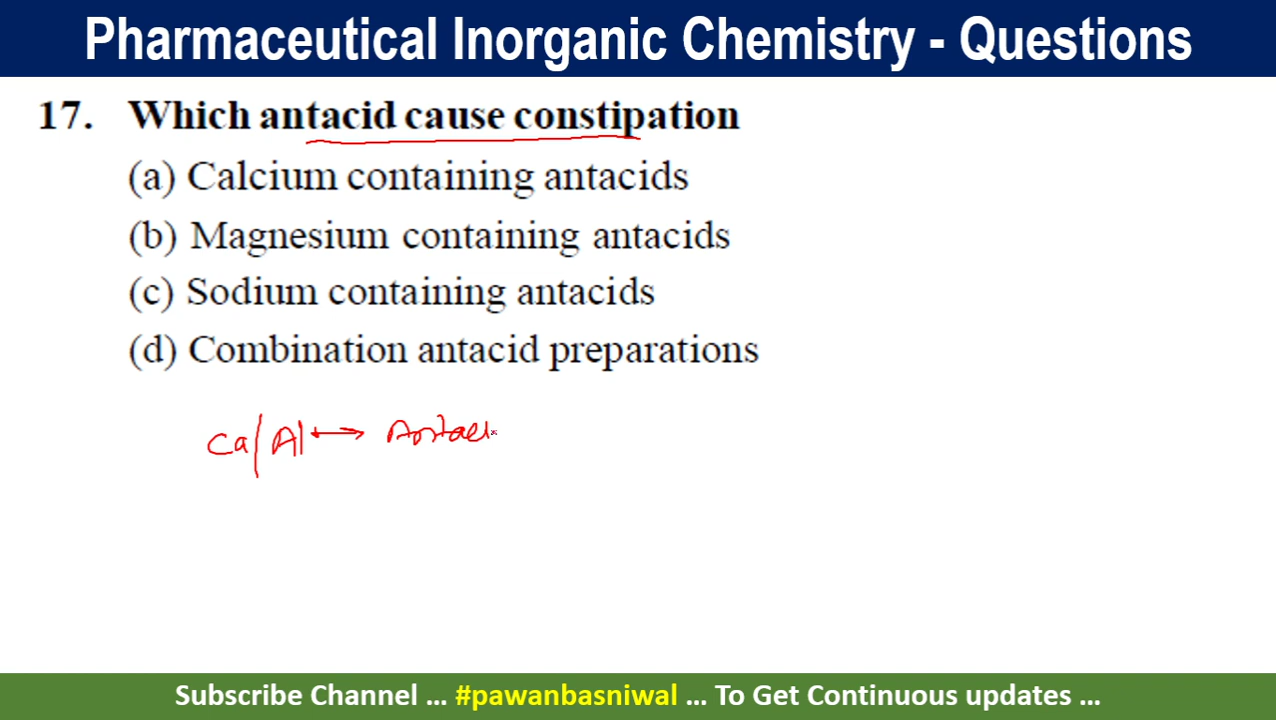 Pharmaceutical Inorganic Chemistry - Questions
17. Which antacid cause constipation
(a) Calcium containing antacids
(b) Magnesium containing antacids
(c) Sodium containing antacids
(d) Combination antacid preparations
Ca/Al ⟷ Antaci
Subscribe Channel ... #pawanbasniwal ... To Get Continuous updates ...